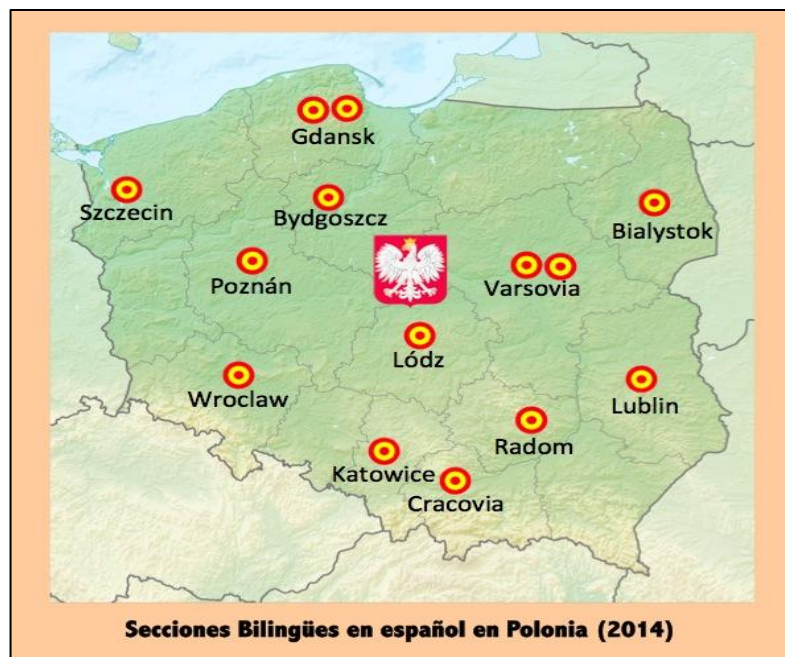 Gdansk
Szczecin
Bydgoszcz
Bialystok
Poznán
Varsovia
Lódz
Wroclaw
Lublin
Radom
Katowice
Cracovia
Secciones Bilingües en español en Polonia (2014)